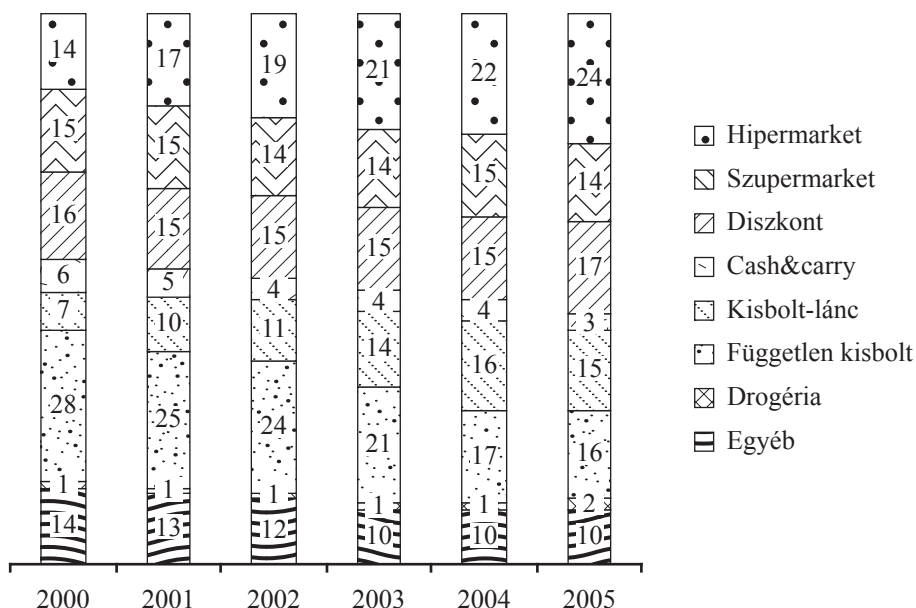 14 17 19 21 22 24
15 15 14 14 15 14
16 15 15 15 15 17
6 5 4 4 4 3
7 10 11 14 16 15
28 25 24 21 17 16
1 1 1 1 1 2
14 13 12 10 10 10
2000 2001 2002 2003 2004 2005
Hipermarket
Szupermarket
Diszkont
Cash&carry
Kisbolt-lánc
Független kisbolt
Drogéria
Egyéb